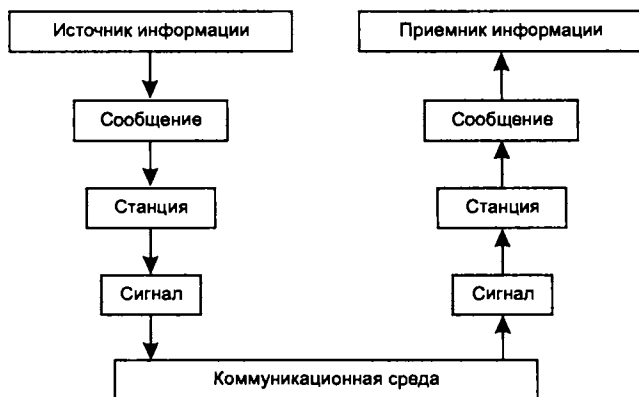 Источник информации
Приемник информации
Сообщение
Сообщение
Станция
Станция
Сигнал
Сигнал
Коммуникационная среда